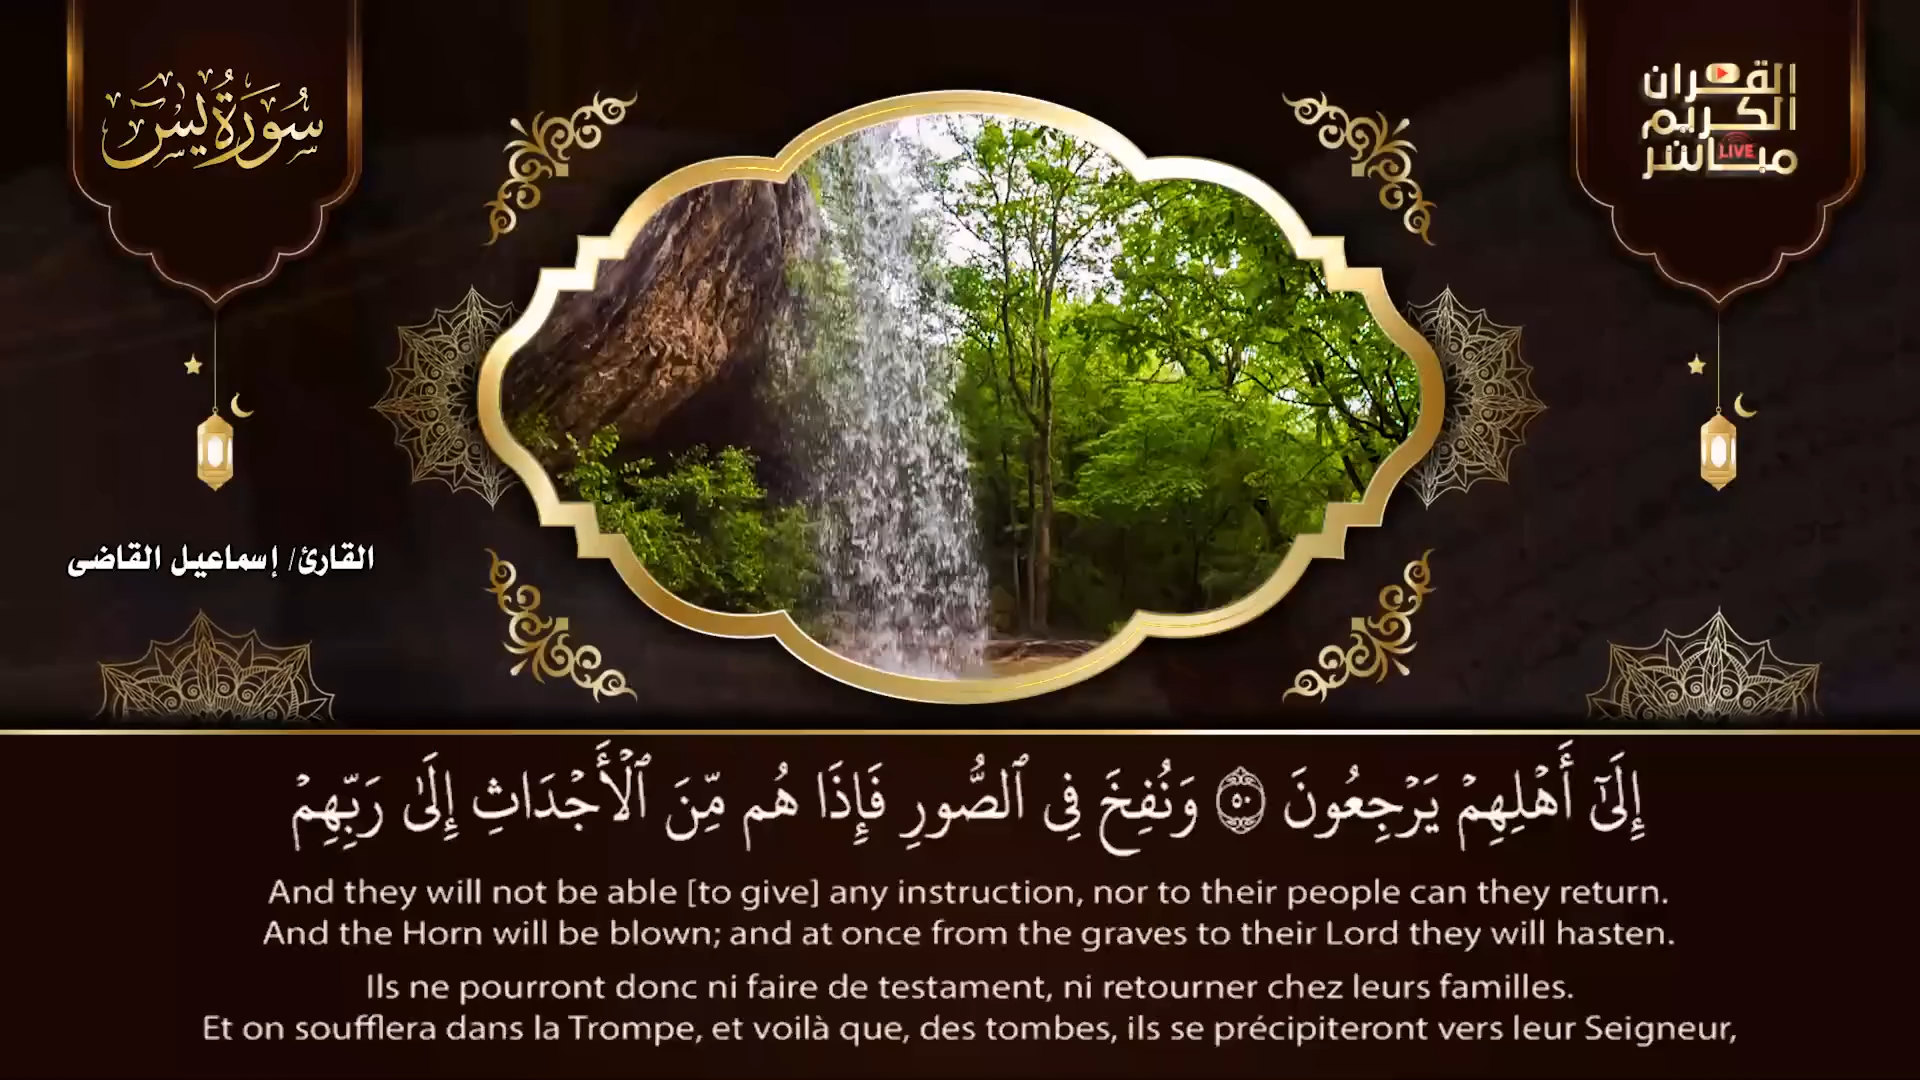 سُورَةُ يسٓ
القرآن
الكريم
مباشر
LIVE
القارئ/ إسماعيل القاضى
إِلَىٰٓ أَهْلِهِمْ يَرْجِعُونَ ٥٠ وَنُفِخَ فِى ٱلصُّورِ فَإِذَا هُم مِّنَ ٱلْأَجْدَاثِ إِلَىٰ رَبِّهِمْ
And they will not be able [to give] any instruction, nor to their people can they return.
And the Horn will be blown; and at once from the graves to their Lord they will hasten.
Ils ne pourront donc ni faire de testament, ni retourner chez leurs familles.
Et on soufflera dans la Trompe, et voilà que, des tombes, ils se précipiteront vers leur Seigneur,